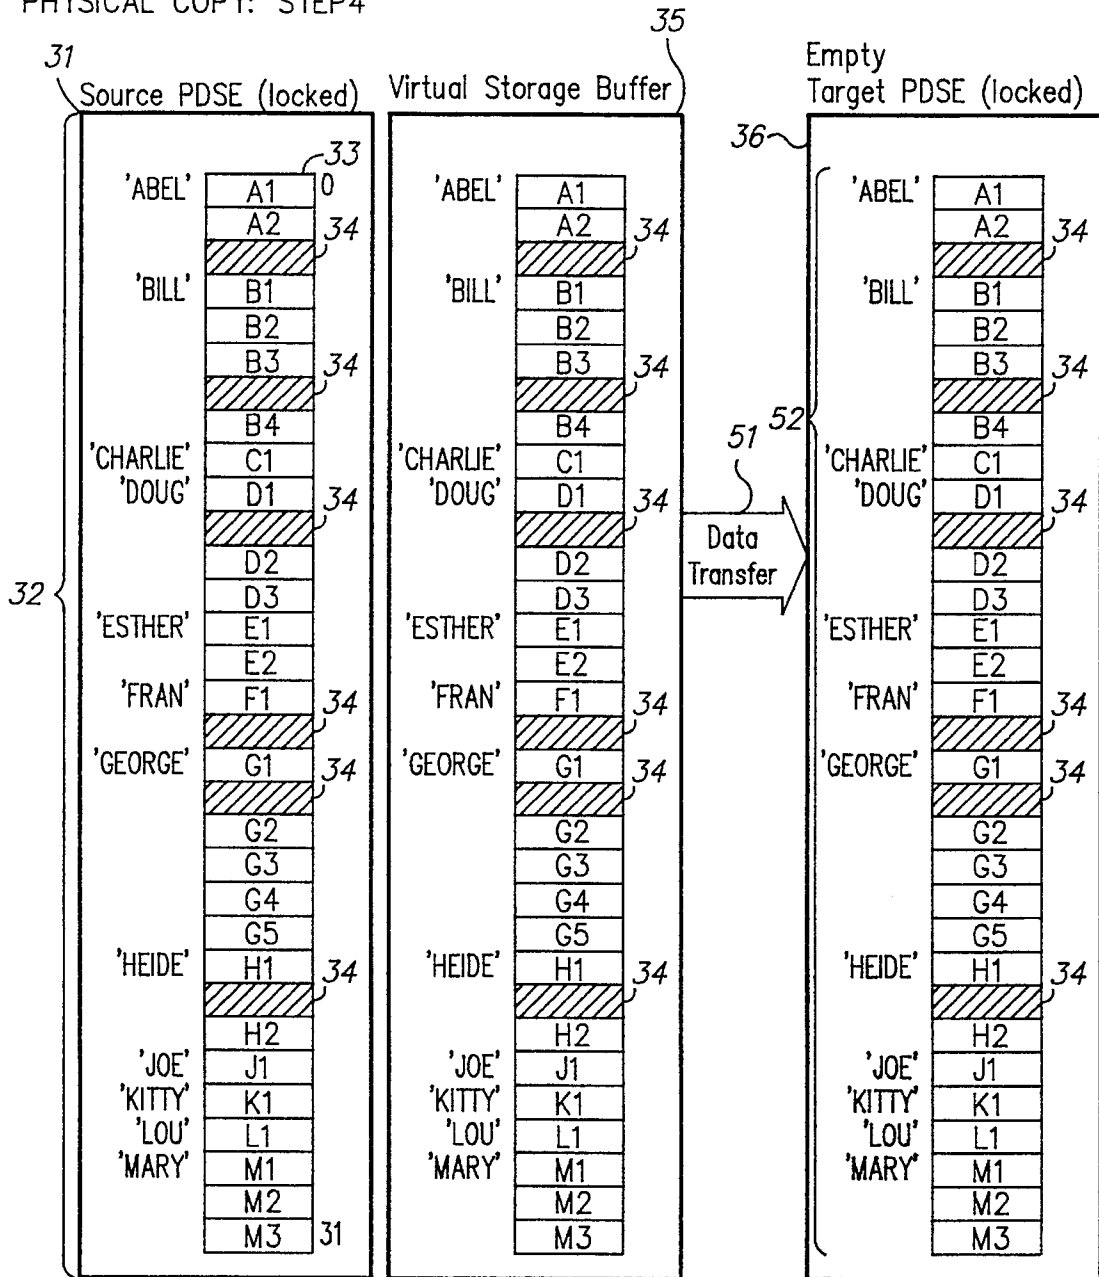 PHYSICAL COPY: STEP4
31
Source PDSE (locked)
32
33
'ABEL' A1 0
A2
34
'BILL' B1
B2
B3
34
B4
'CHARLIE' C1
'DOUG' D1
34
D2
D3
'ESTHER' E1
E2
'FRAN' F1
34
'GEORGE' G1
34
G2
G3
G4
G5
'HEIDE' H1
34
H2
'JOE' J1
'KITTY' K1
'LOU' L1
'MARY' M1
M2
M3 31
35
Virtual Storage Buffer
'ABEL' A1
A2
34
'BILL' B1
B2
B3
34
B4
'CHARLIE' C1
'DOUG' D1
34
D2
D3
'ESTHER' E1
E2
'FRAN' F1
34
'GEORGE' G1
34
G2
G3
G4
G5
'HEIDE' H1
34
H2
'JOE' J1
'KITTY' K1
'LOU' L1
'MARY' M1
M2
M3
51
Data
Transfer
Empty
Target PDSE (locked)
36
52
'ABEL' A1
A2
34
'BILL' B1
B2
B3
34
B4
'CHARLIE' C1
'DOUG' D1
34
D2
D3
'ESTHER' E1
E2
'FRAN' F1
34
'GEORGE' G1
34
G2
G3
G4
G5
'HEIDE' H1
34
H2
'JOE' J1
'KITTY' K1
'LOU' L1
'MARY' M1
M2
M3